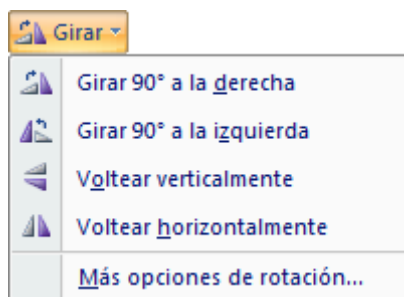 Girar
Girar 90° a la derecha
Girar 90° a la izquierda
Voltear verticalmente
Voltear horizontalmente
Más opciones de rotación...